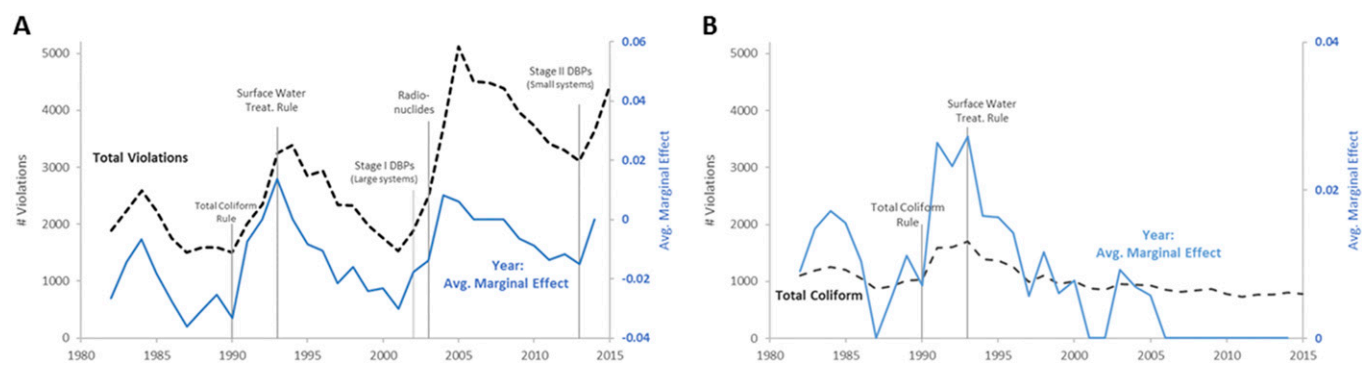 A
5000
4000
3000
2000
1000
0
# Violations
1980
1985
1990
1995
2000
2005
2010
2015
0.06
0.04
0.02
0
-0.02
-0.04
Avg. Marginal Effect
Total Violations
Total Coliform
Rule
Surface Water
Treat. Rule
Stage I DBPs
(Large systems)
Radio-
nuclides
Stage II DBPs
(Small systems)
Year:
Avg. Marginal Effect
B
5000
4000
3000
2000
1000
0
# Violations
1980
1985
1990
1995
2000
2005
2010
2015
0.04
0.02
0
Avg. Marginal Effect
Surface Water
Treat. Rule
Total Coliform
Rule
Year:
Avg. Marginal Effect
Total Coliform